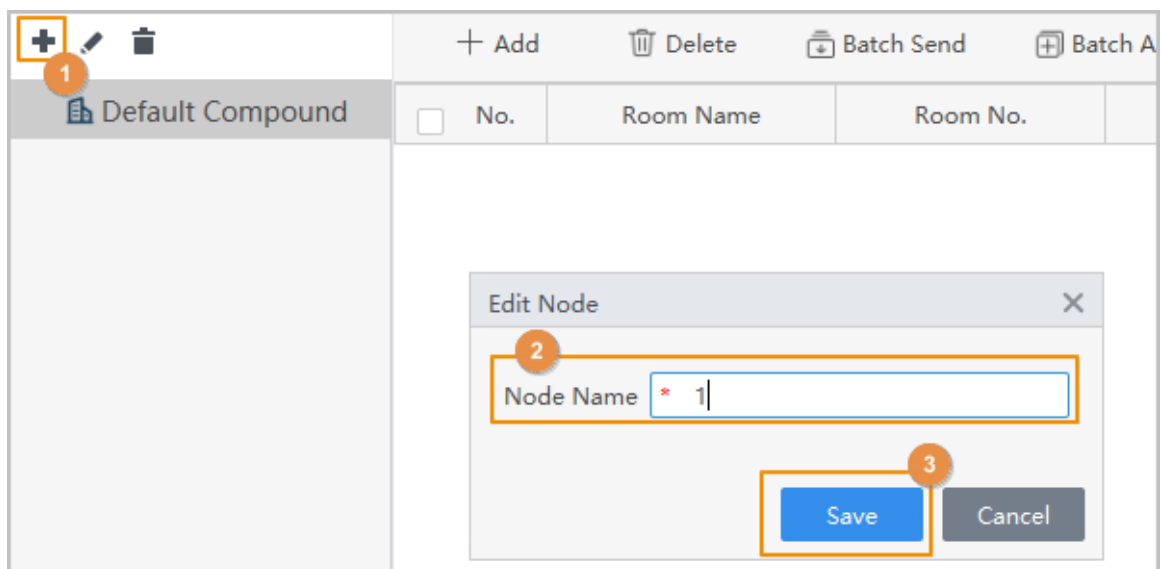 Add Delete Batch Send Batch A
1
Default Compound
No. Room Name Room No.
Edit Node
2
Node Name * 1
3
Save Cancel